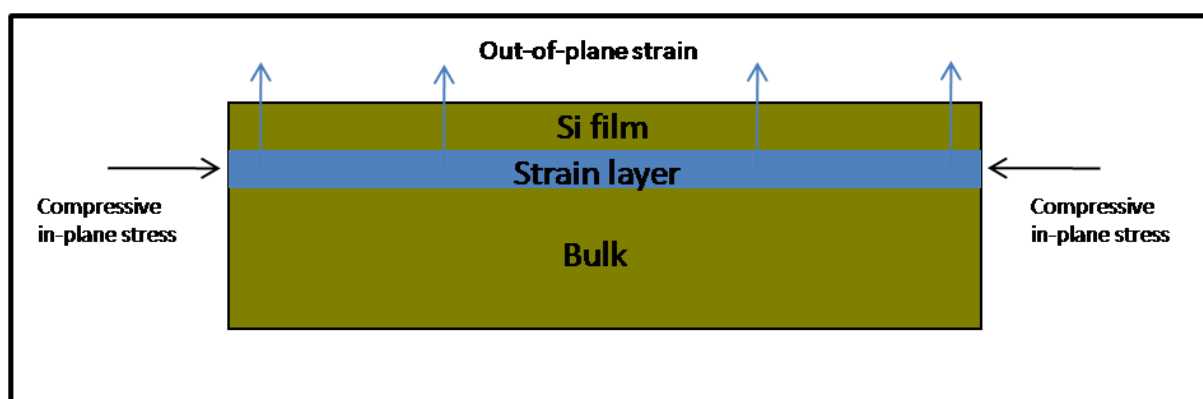 Out-of-plane strain
Si film
Strain layer
Compressive
in-plane stress
Compressive
in-plane stress
Bulk